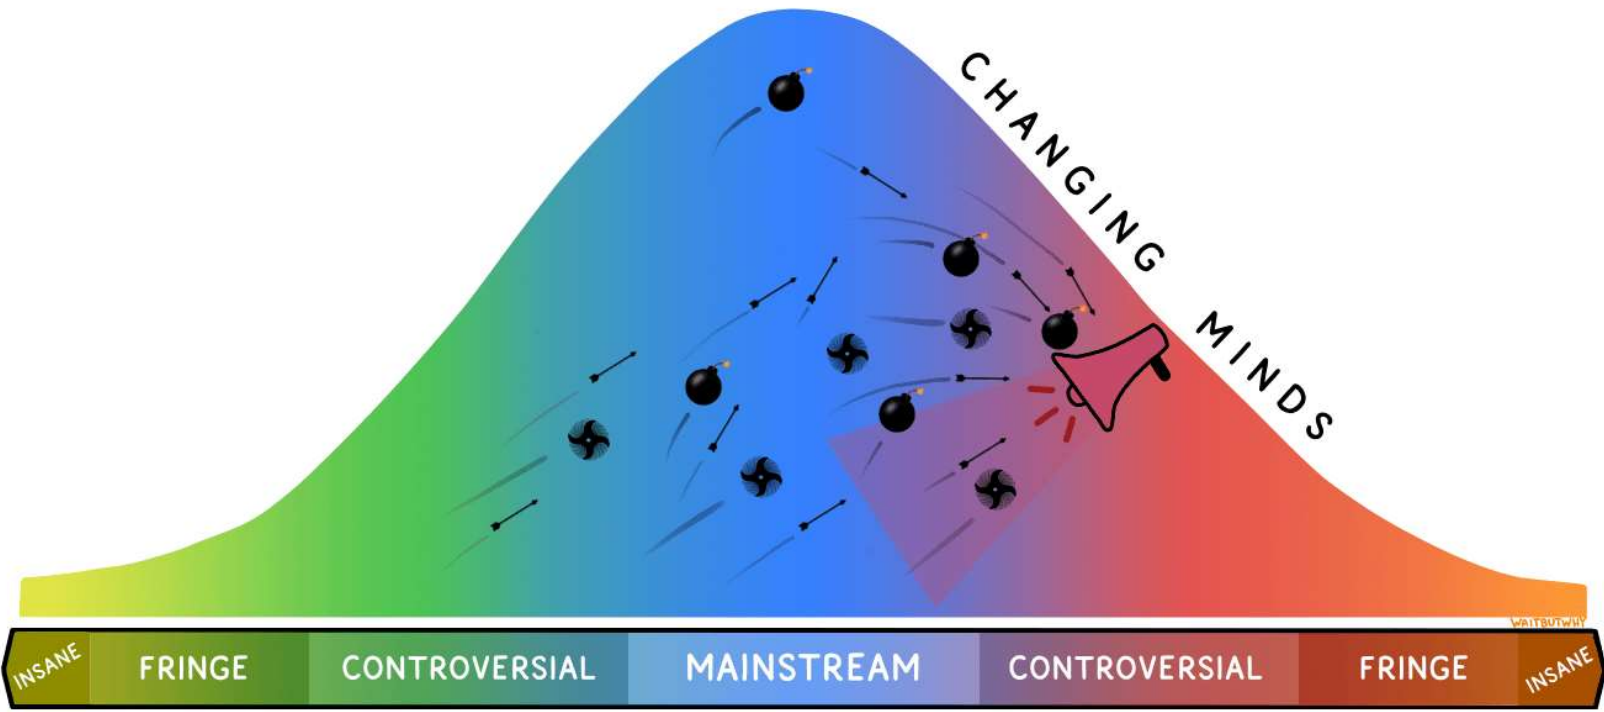 CHANGING MINDS
WAITBUTWHY
INSANE
FRINGE
CONTROVERSIAL
MAINSTREAM
CONTROVERSIAL
FRINGE
INSANE